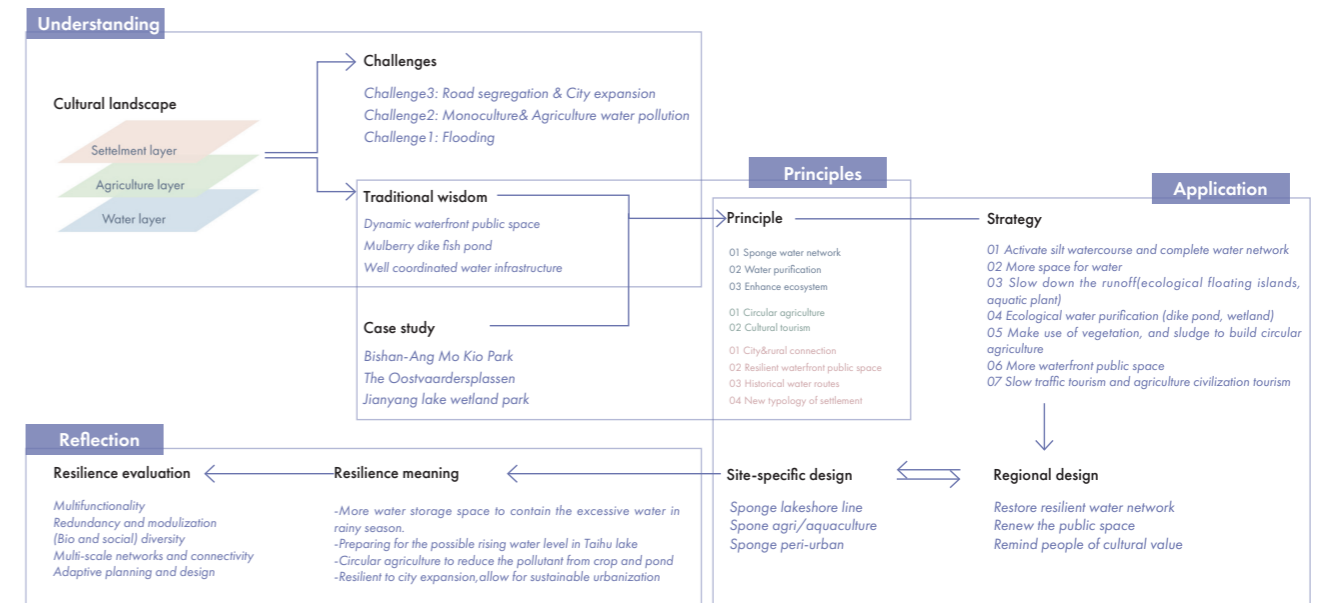 Understanding
Cultural landscape
Settelment layer
Agriculture layer
Water layer
Challenges
Challenge3: Road segregation & City expansion
Challenge2: Monoculture& Agriculture water pollution
Challenge1: Flooding
Traditional wisdom
Dynamic waterfront public space
Mulberry dike fish pond
Well coordinated water infrastructure
Case study
Bishan-Ang Mo Kio Park
The Oostvaardersplassen
Jianyang lake wetland park
Principles
Principle
01 Sponge water network
02 Water purification
03 Enhance ecosystem
01 Circular agriculture
02 Cultural tourism
01 City&rural connection
02 Resilient waterfront public space
03 Historical water routes
04 New typology of settlement
Application
Strategy
01 Activate silt watercourse and complete water network
02 More space for water
03 Slow down the runoff(ecological floating islands,
aquatic plant)
04 Ecological water purification (dike pond, wetland)
05 Make use of vegetation, and sludge to build circular
agriculture
06 More waterfront public space
07 Slow traffic tourism and agriculture civilization tourism
Regional design
Restore resilient water network
Renew the public space
Remind people of cultural value
Site-specific design
Sponge lakeshore line
Spone agri/aquaculture
Sponge peri-urban
Reflection
Resilience meaning
-More water storage space to contain the excessive water in
rainy season.
-Preparing for the possible rising water level in Taihu lake
-Circular agriculture to reduce the pollutant from crop and pond
-Resilient to city expansion,allow for sustainable urbanization
Resilience evaluation
Multifunctionality
Redundancy and modulization
(Bio and social) diversity
Multi-scale networks and connectivity
Adaptive planning and design